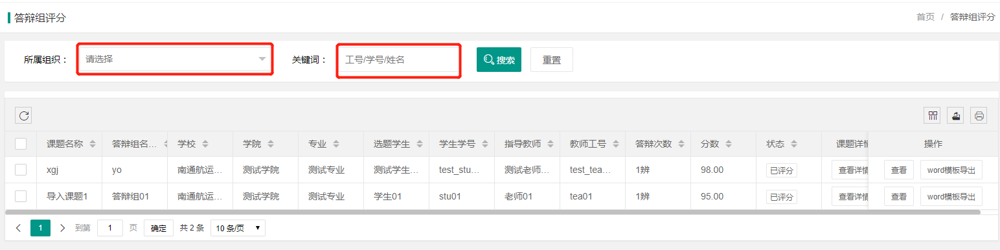 答辩组评分 首页 / 答辩组评分
所属组织： 请选择 关键词： 工号/学号/姓名 搜索 重置
课题名称 答辩组名... 学校 学院 专业 选题学生 学生学号 指导教师 教师工号 答辩次数 分数 状态 课题详情 操作
xgj yo 南通航运... 测试学院 测试专业 测试学生... test_stu... 测试老师... test_tea... 1辨 98.00 已评分 查看详情 查看 word模板导出
导入课题1 答辩组01 南通航运... 测试学院 测试专业 学生01 stu01 老师01 tea01 1辨 95.00 已评分 查看详情 查看 word模板导出
1 到第 1 页 确定 共 2 条 10 条/页